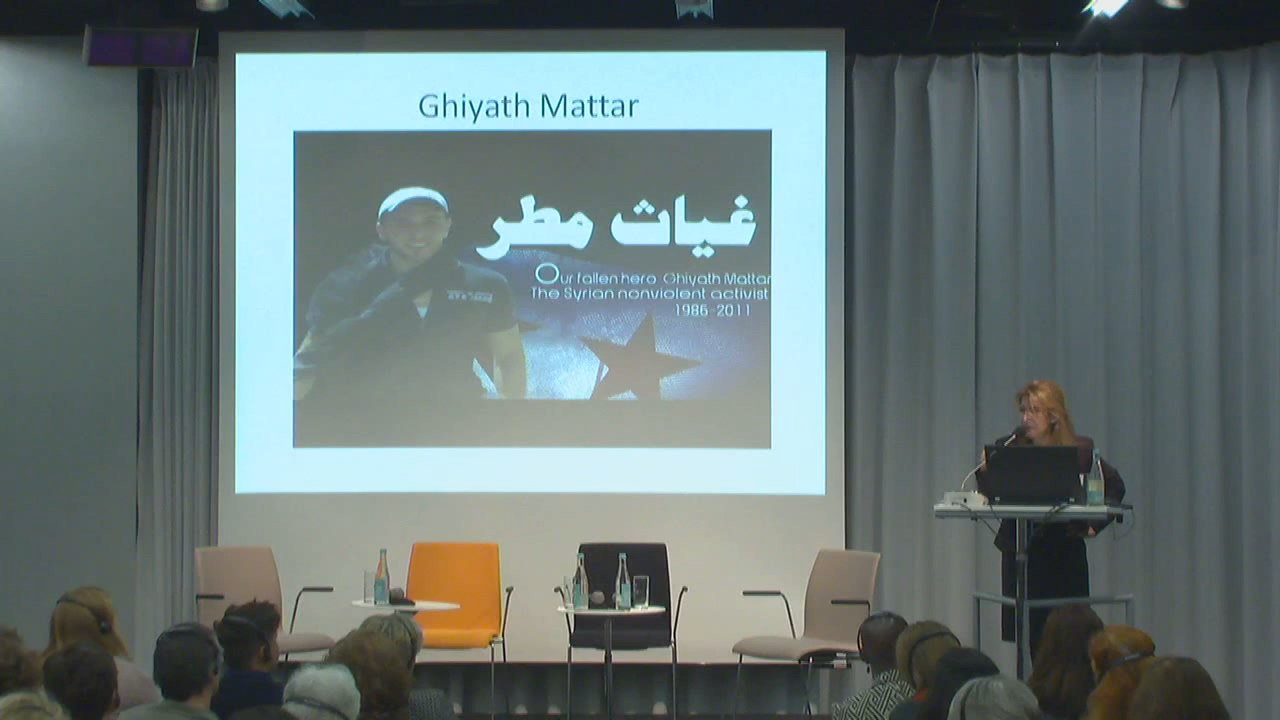 Ghiyath Mattar
غياث مطر
Our fallen hero Ghiyath Mattar
The Syrian nonviolent activist
1986-2011